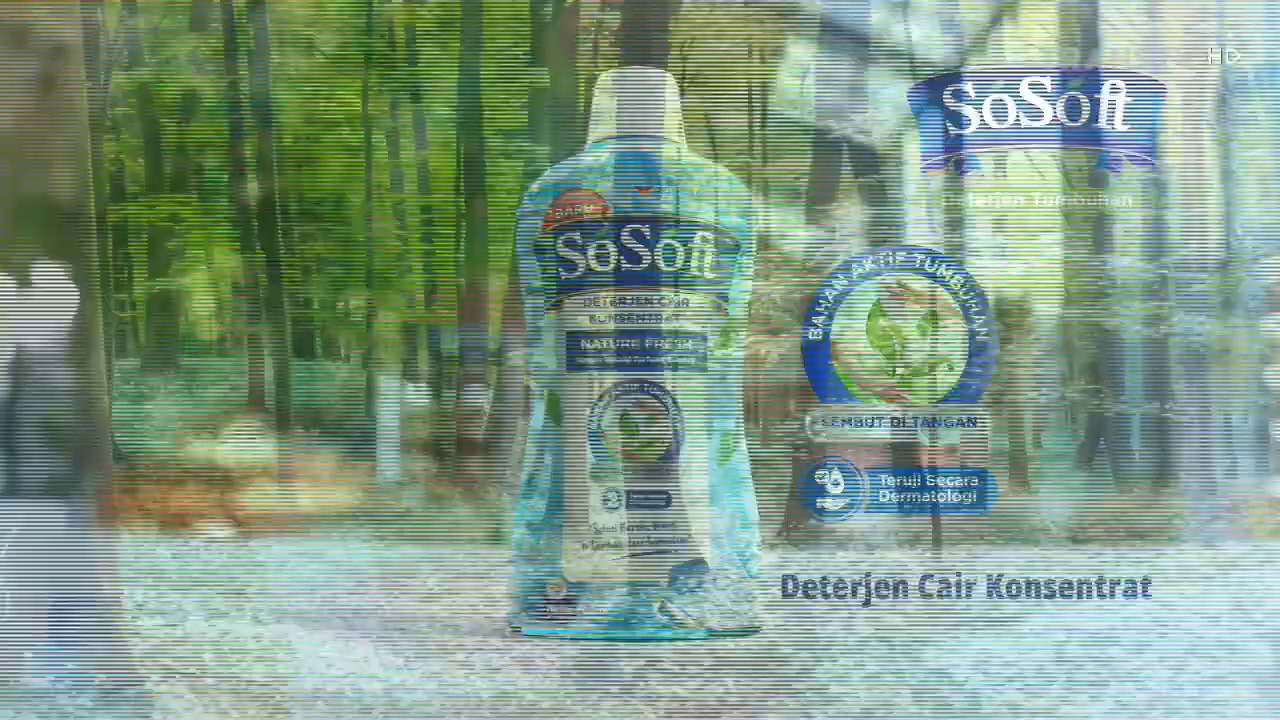 HD
SoSoft
Deterjen Tumbuhan
BARU
SoSoft
DETERJEN CAIR
KONSENTRAT
NATURE FRESH
BAHAN AKTIF TUMBUHAN
LEMBUT DI TANGAN
Teruji Secara
Dermatologi
Deterjen Cair Konsentrat